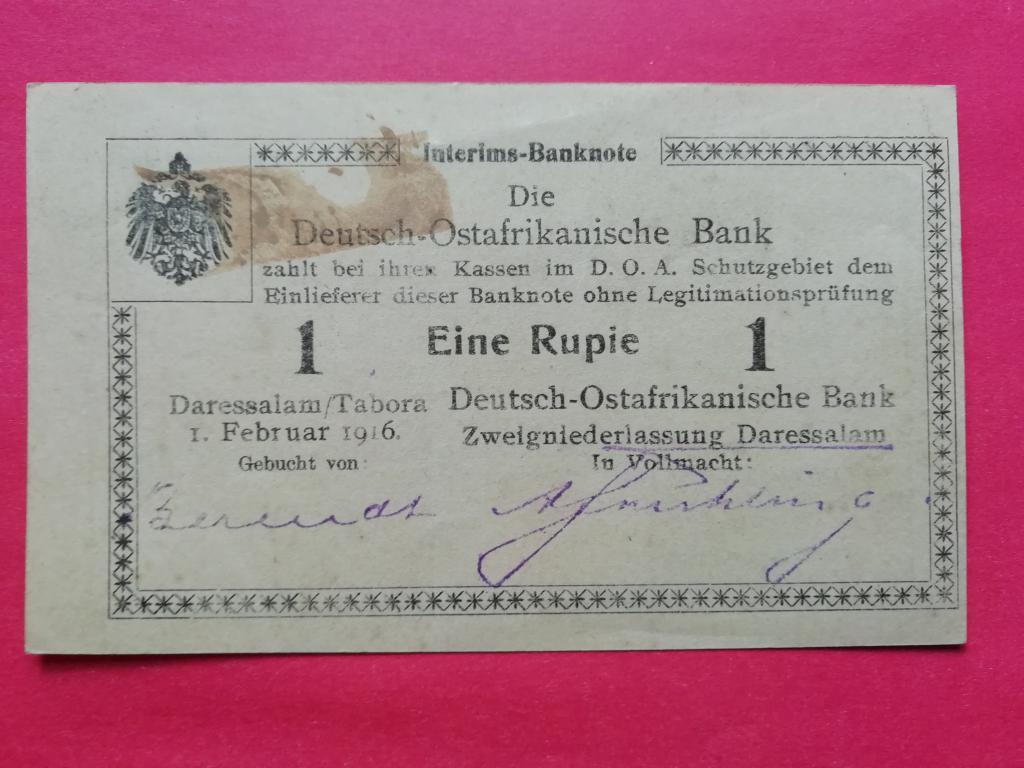 Interims-Banknote
Die
Deutsch-Ostafrikanische Bank
zahlt bei ihren Kassen im D. O. A. Schutzgebiet dem
Einlieferer dieser Banknote ohne Legitimationsprüfung
1 Eine Rupie 1
Daressalam/Tabora Deutsch-Ostafrikanische Bank
1. Februar 1916. Zweigniederlassung Daressalam
Gebucht von: In Vollmacht: